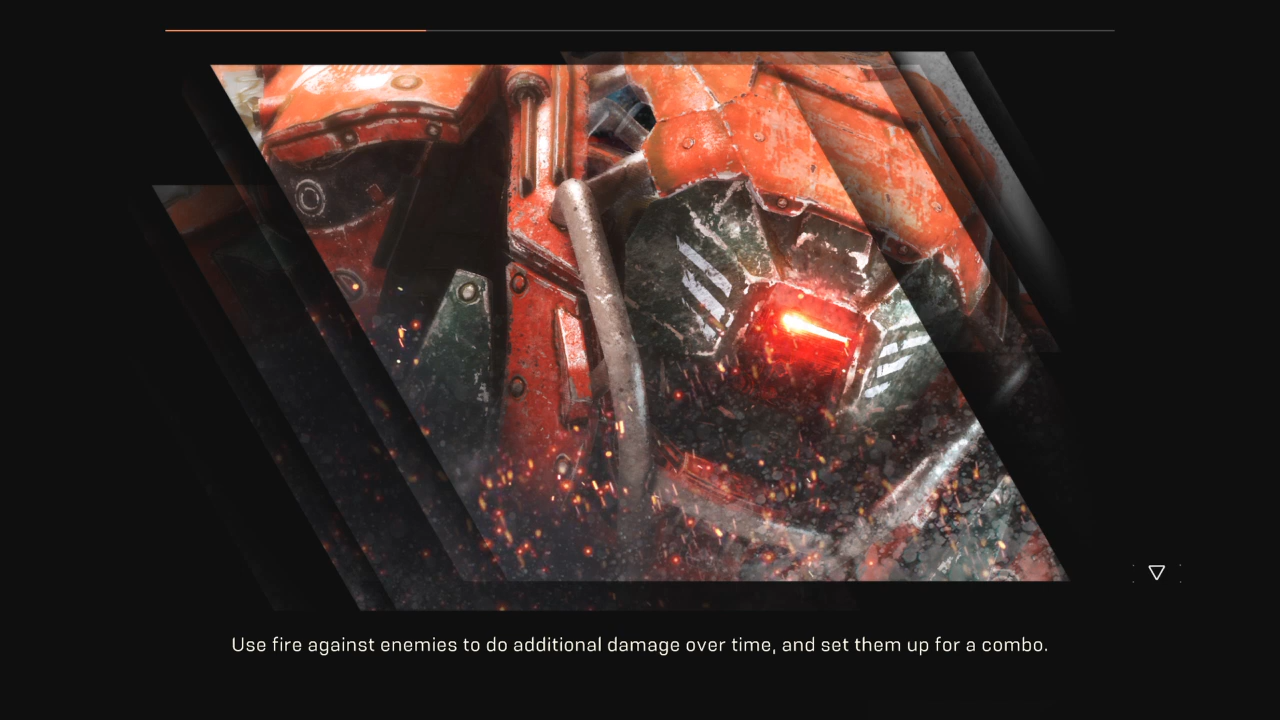 Use fire against enemies to do additional damage over time, and set them up for a combo.